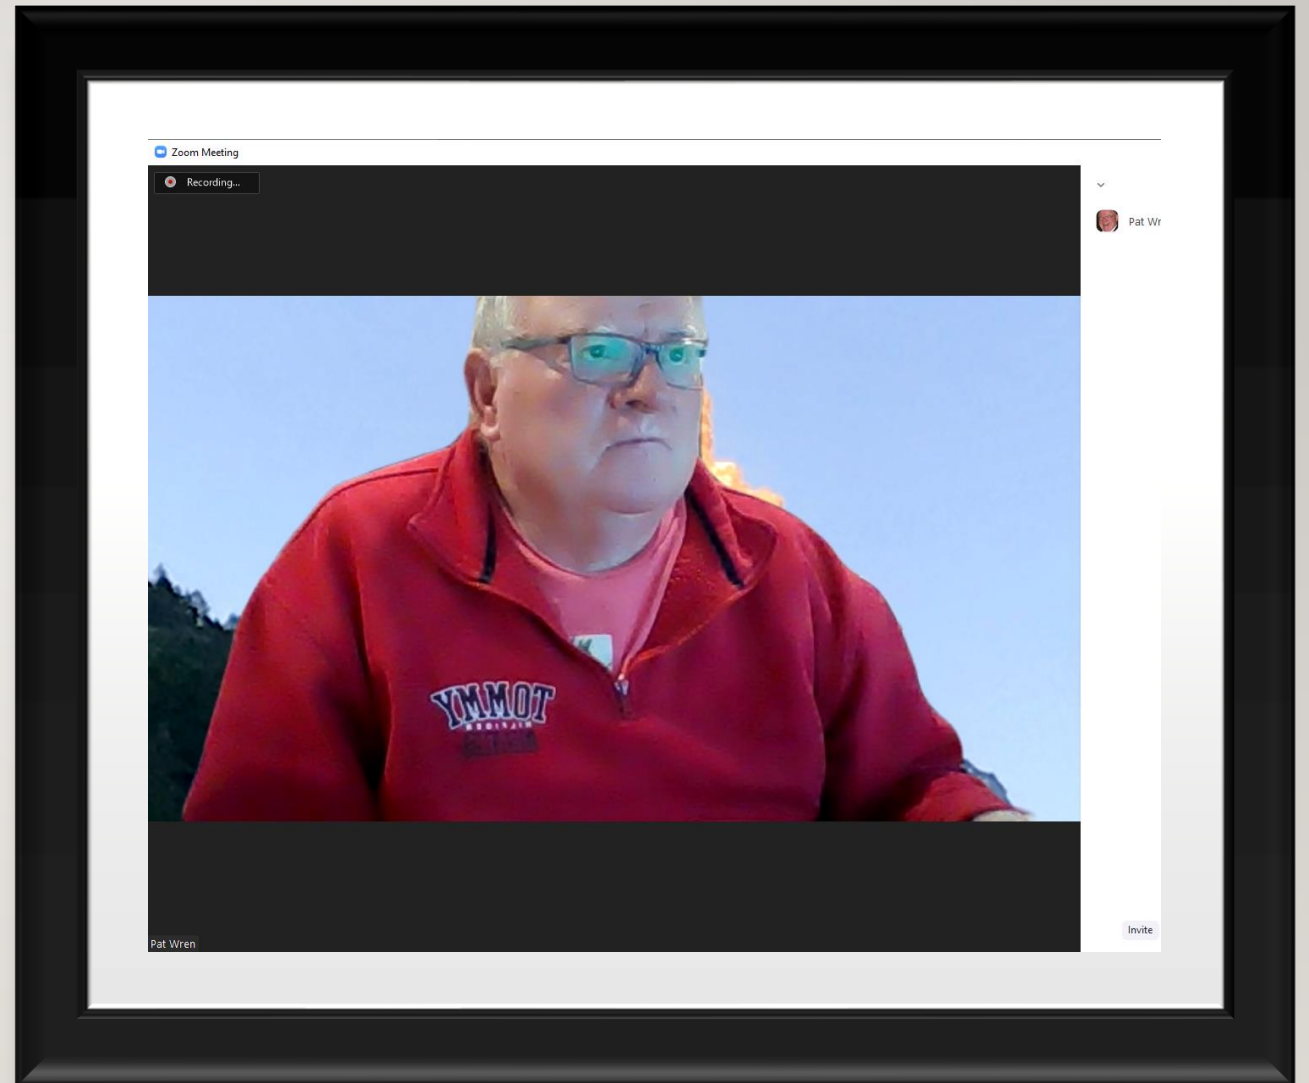 Zoom Meeting
Recording...
Pat Wr
YMMOT
Invite
Pat Wren